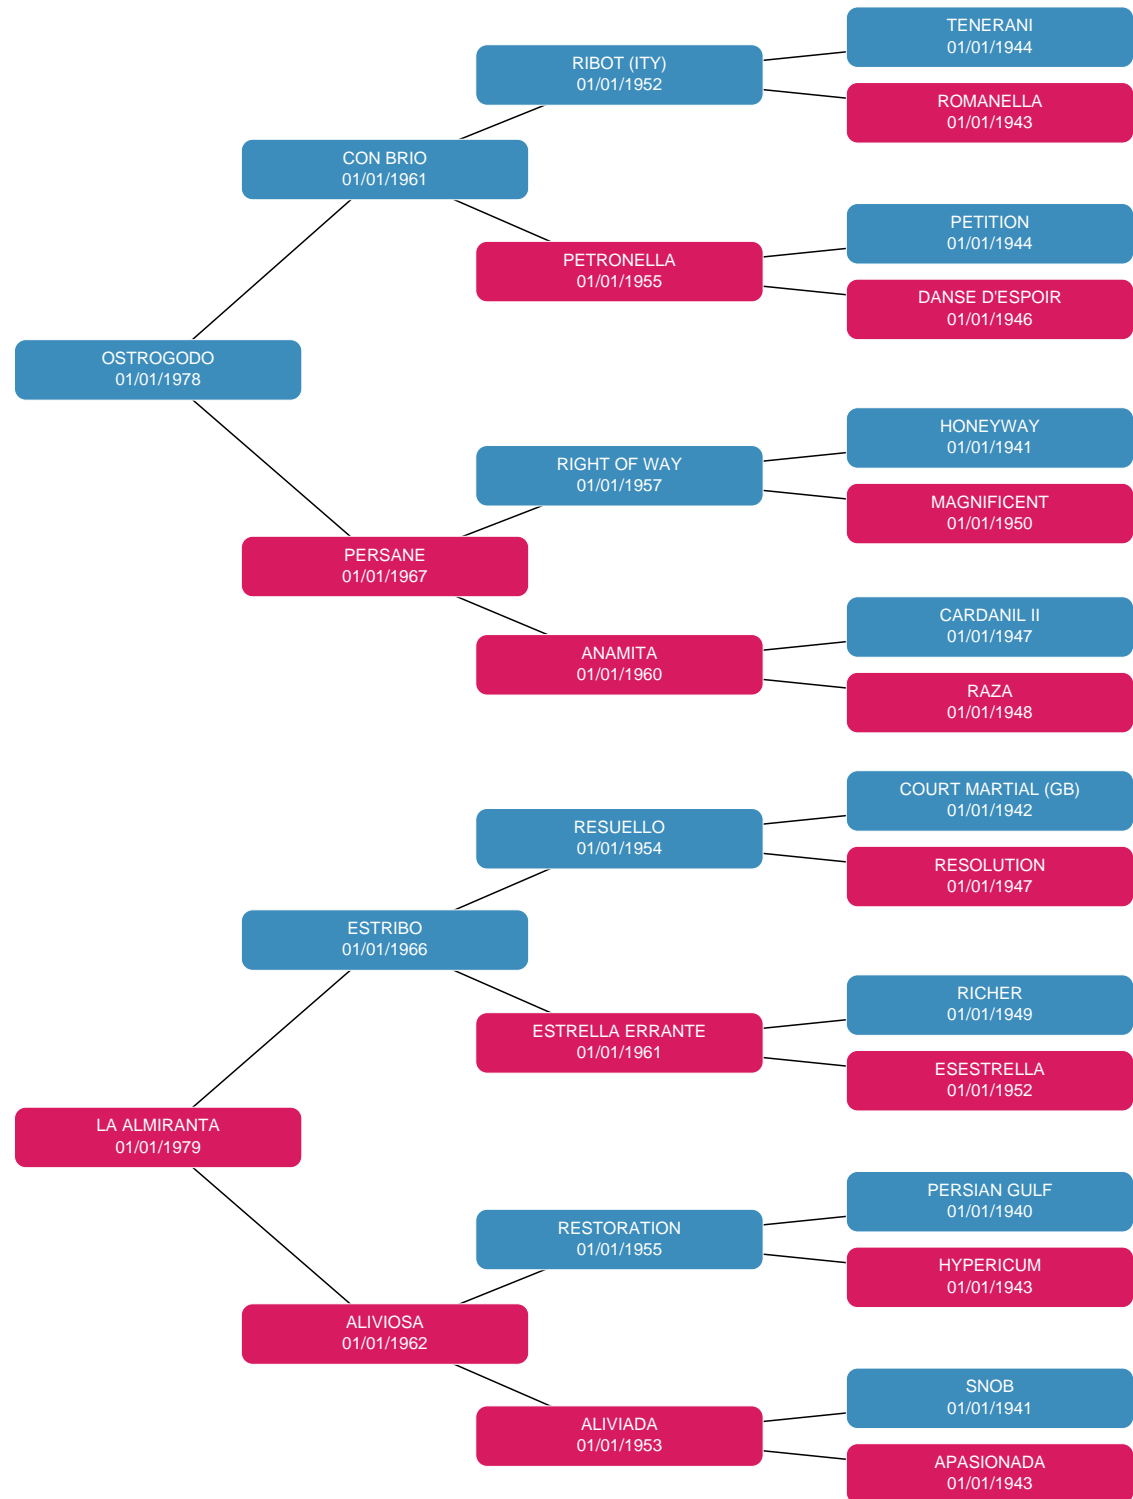 TENERANI
01/01/1944
RIBOT (ITY)
01/01/1952
ROMANELLA
01/01/1943
CON BRIO
01/01/1961
PETITION
01/01/1944
PETRONELLA
01/01/1955
DANSE D'ESPOIR
01/01/1946
OSTROGODO
01/01/1978
HONEYWAY
01/01/1941
RIGHT OF WAY
01/01/1957
MAGNIFICENT
01/01/1950
PERSANE
01/01/1967
CARDANIL II
01/01/1947
ANAMITA
01/01/1960
RAZA
01/01/1948
COURT MARTIAL (GB)
01/01/1942
RESUELLO
01/01/1954
RESOLUTION
01/01/1947
ESTRIBO
01/01/1966
RICHER
01/01/1949
ESTRELLA ERRANTE
01/01/1961
ESESTRELLA
01/01/1952
LA ALMIRANTA
01/01/1979
PERSIAN GULF
01/01/1940
RESTORATION
01/01/1955
HYPERICUM
01/01/1943
ALIVIOSA
01/01/1962
SNOB
01/01/1941
ALIVIADA
01/01/1953
APASIONADA
01/01/1943